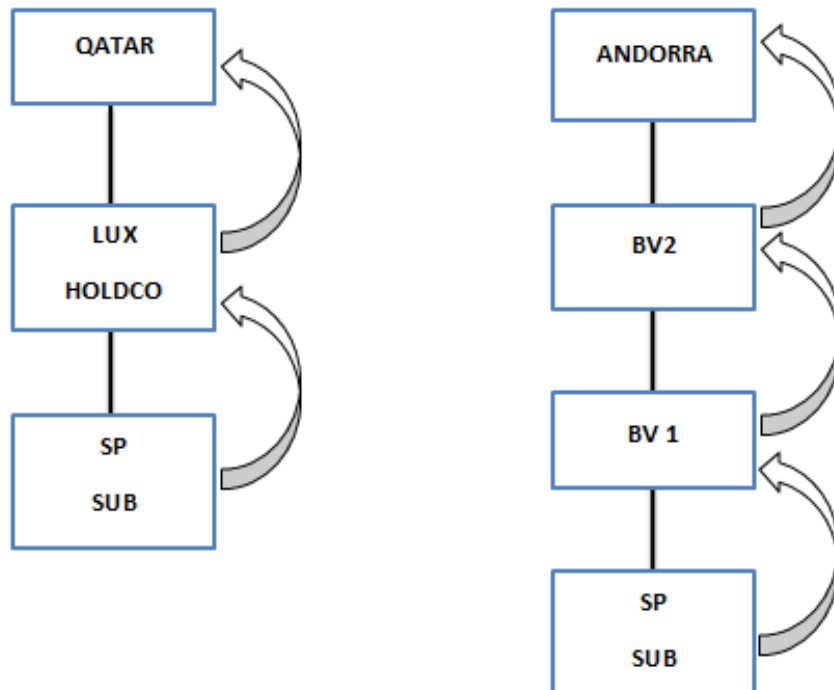 QATAR
LUX
HOLDCO
SP
SUB
ANDORRA
BV2
BV 1
SP
SUB